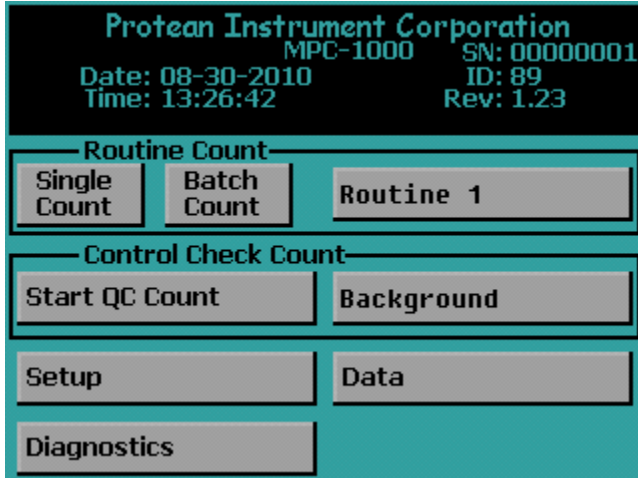 Protean Instrument Corporation
MPC-1000 SN: 00000001
Date: 08-30-2010 ID: 89
Time: 13:26:42 Rev: 1.23
Routine Count
Single Count
Batch Count
Routine 1
Control Check Count
Start QC Count
Background
Setup
Data
Diagnostics